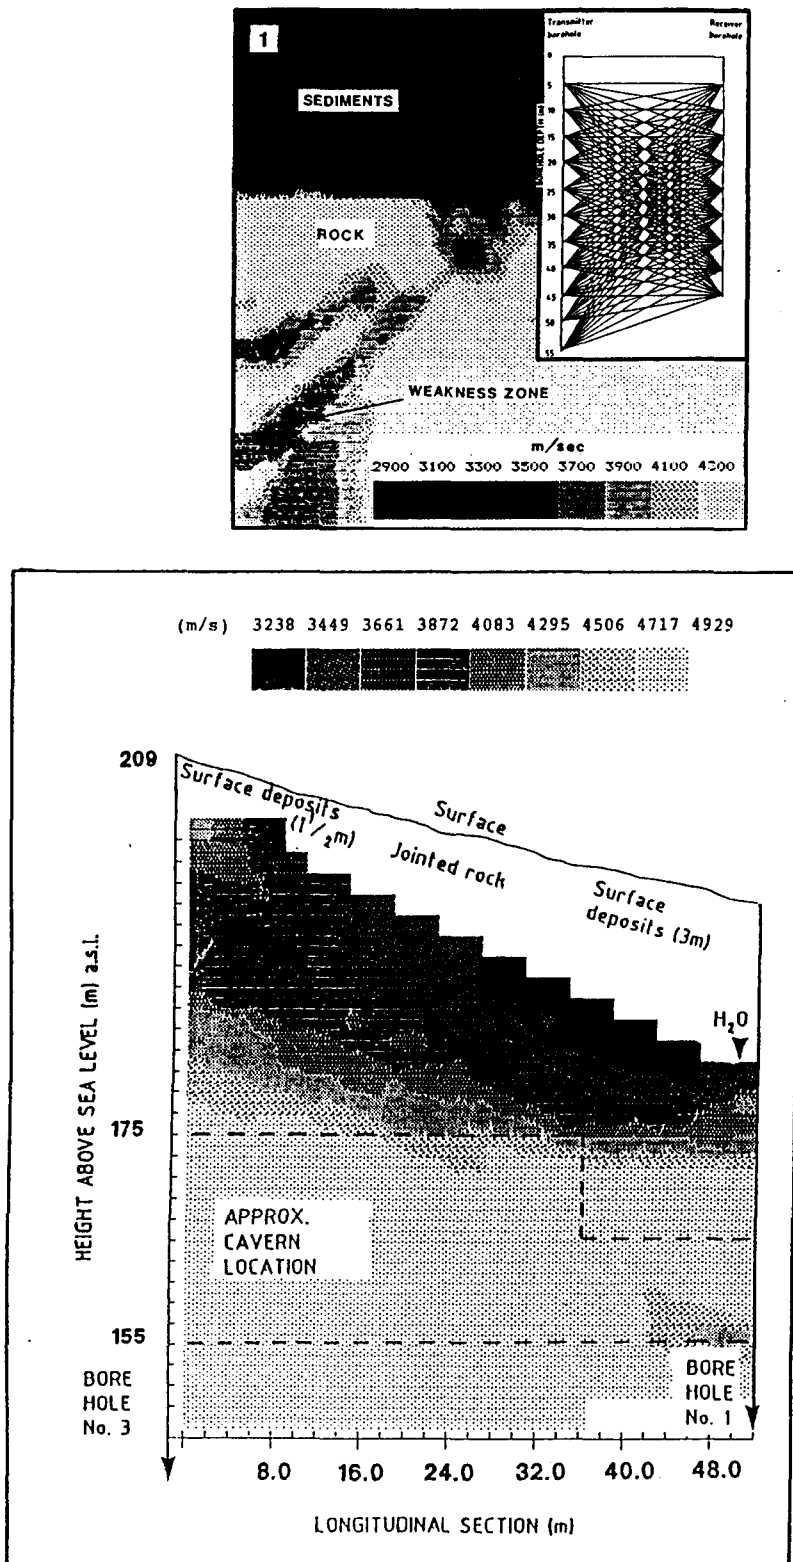 1
SEDIMENTS
ROCK
WEAKNESS ZONE
Transmitter
borehole
Receiver
borehole
0
5
10
15
20
25
30
35
40
45
50
55
m/sec
2900 3100 3300 3500 3700 3900 4100
(m/s) 3238 3449 3661 3872 4083 4295 4506 4717 4929
209
Surface deposits
(1 1/2 m)
Surface
Jointed rock
Surface
deposits (3m)
H₂O
HEIGHT ABOVE SEA LEVEL (m) a.s.l.
175
APPROX.
CAVERN
LOCATION
155
BORE
HOLE
No. 3
BORE
HOLE
No. 1
8.0 16.0 24.0 32.0 40.0 48.0
LONGITUDINAL SECTION (m)